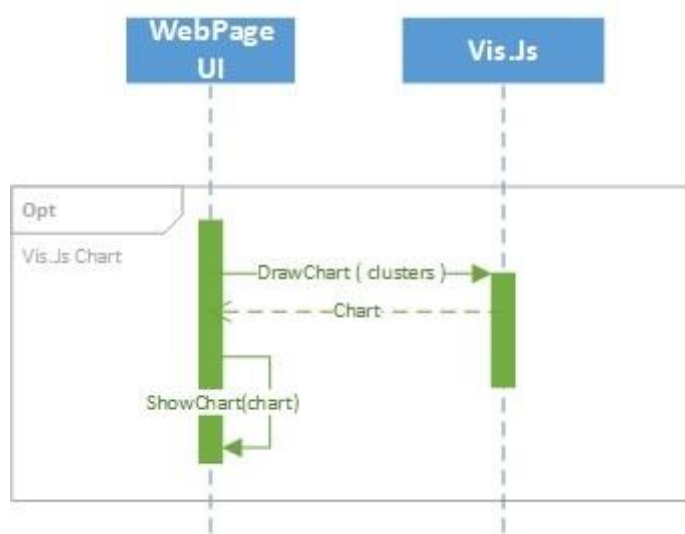 WebPage
UI
Vis.Js
Opt
Vis.Js Chart
DrawChart ( clusters )
Chart
ShowChart(chart)